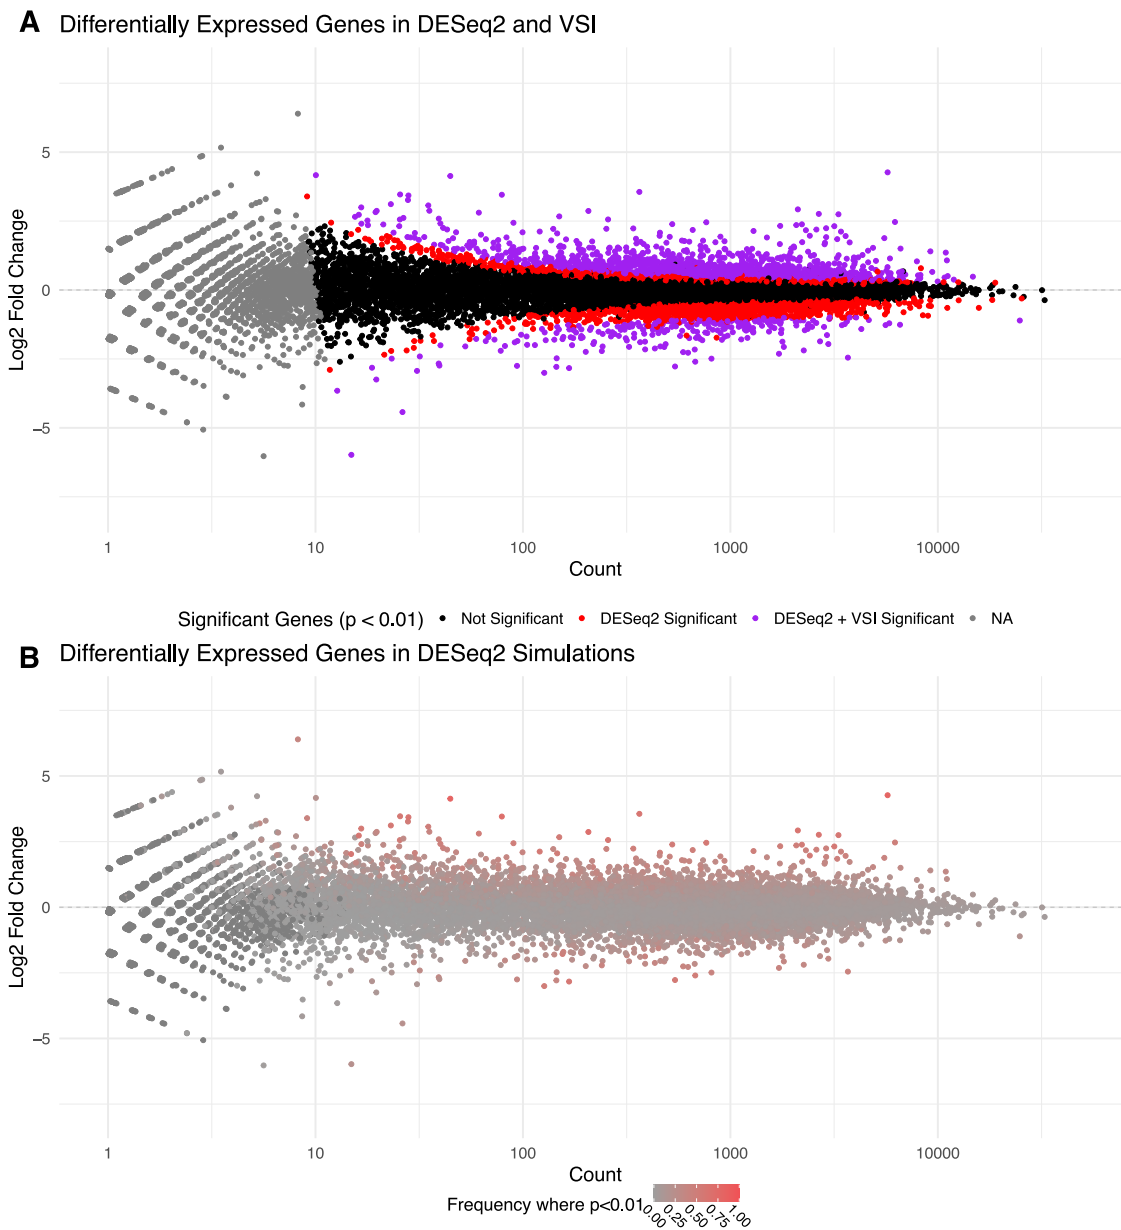 A Differentially Expressed Genes in DESeq2 and VSI
Log2 Fold Change
5
0
−5
1 10 100 1000 10000
Count
Significant Genes (p < 0.01) Not Significant DESeq2 Significant DESeq2 + VSI Significant NA
B Differentially Expressed Genes in DESeq2 Simulations
Log2 Fold Change
5
0
−5
1 10 100 1000 10000
Count
Frequency where p<0.01
0.00 0.25 0.50 0.75 1.00